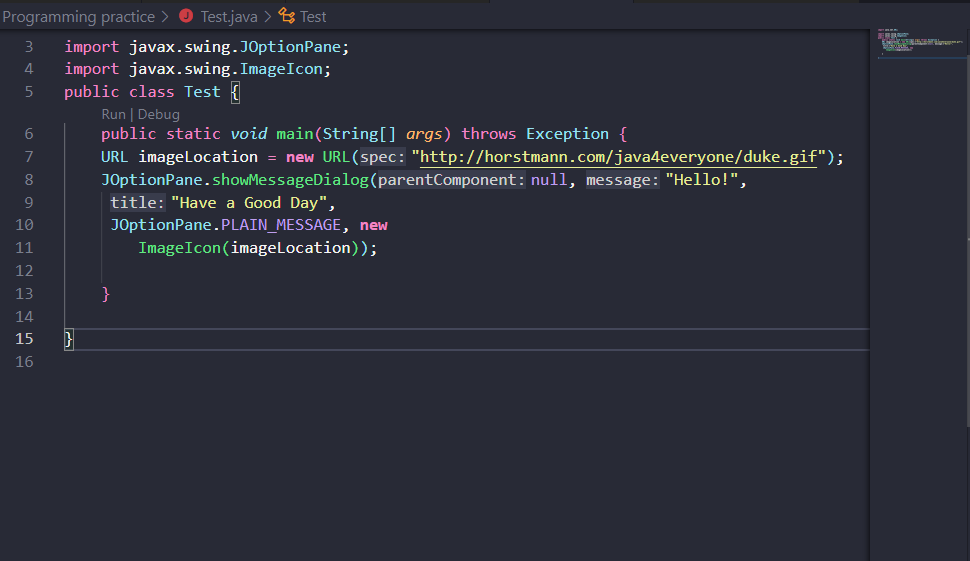 Programming practice > Test.java > Test
3 import javax.swing.JOptionPane;
4 import javax.swing.ImageIcon;
5 public class Test {
Run | Debug
6 public static void main(String[] args) throws Exception {
7 URL imageLocation = new URL(spec: "http://horstmann.com/java4everyone/duke.gif");
8 JOptionPane.showMessageDialog(parentComponent: null, message: "Hello!",
9 title: "Have a Good Day",
10 JOptionPane.PLAIN_MESSAGE, new
11 ImageIcon(imageLocation));
12
13 }
14
15 }
16